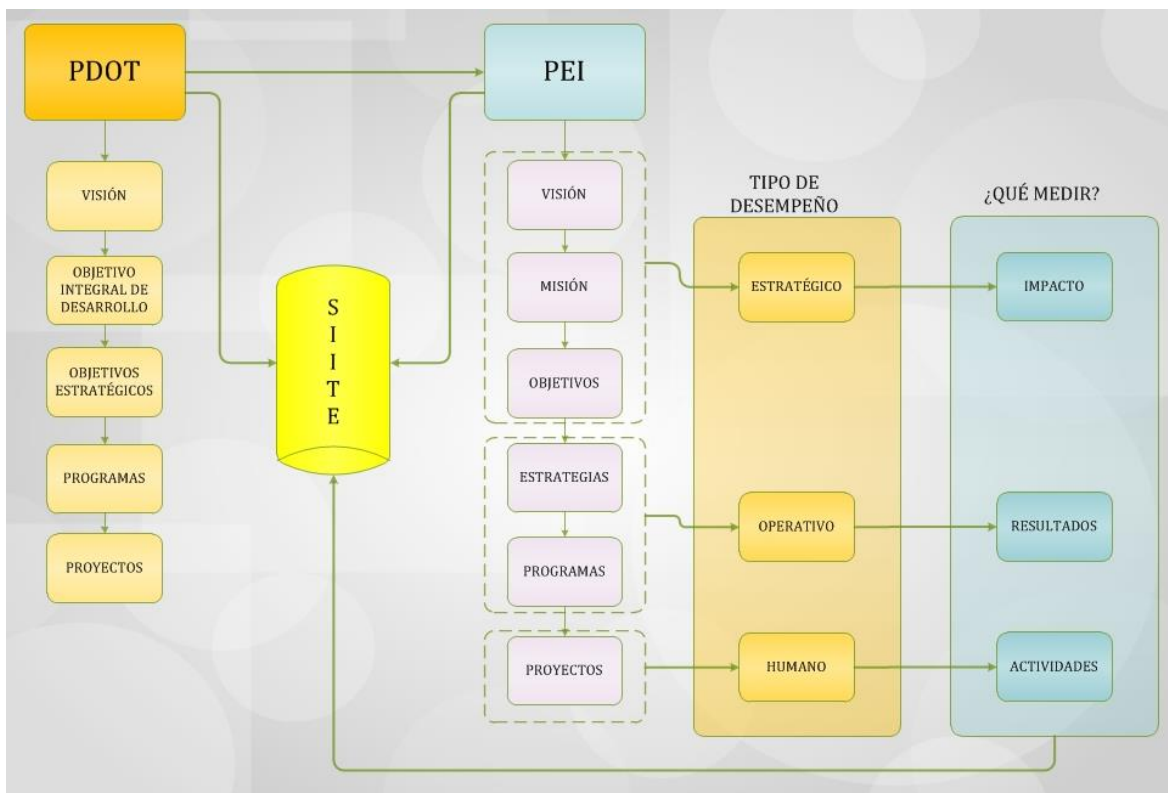 PDOT
VISIÓN
OBJETIVO
INTEGRAL DE
DESARROLLO
OBJETIVOS
ESTRATÉGICOS
PROGRAMAS
PROYECTOS
S
I
I
T
E
PEI
VISIÓN
MISIÓN
OBJETIVOS
ESTRATEGIAS
PROGRAMAS
PROYECTOS
TIPO DE
DESEMPEÑO
ESTRATÉGICO
OPERATIVO
HUMANO
¿QUÉ MEDIR?
IMPACTO
RESULTADOS
ACTIVIDADES